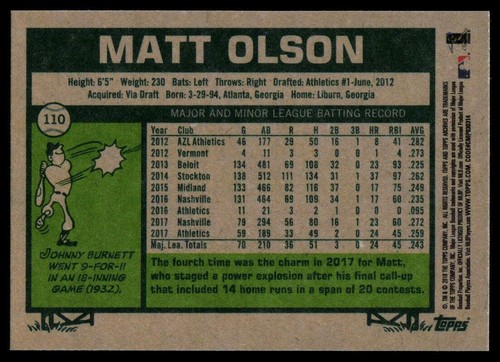 MATT OLSON
Height: 6'5" Weight: 230 Bats: Left Throws: Right Drafted: Athletics #1-June, 2012
Acquired: Via Draft Born: 3-29-94, Atlanta, Georgia Home: Liburn, Georgia
110
MAJOR AND MINOR LEAGUE BATTING RECORD
Year Club G AB R H 2B 3B HR RBI AVG
2012 AZL Athletics 46 177 29 50 16 1 8 41 .282
2012 Vermont 4 11 3 3 0 0 1 4 .273
2013 Beloit 134 481 69 108 32 0 23 93 .225
2014 Stockton 138 512 111 134 31 1 37 97 .262
2015 Midland 133 466 82 116 37 0 17 75 .249
2016 Nashville 131 464 69 109 34 1 17 60 .235
2016 Athletics 11 21 3 2 1 0 0 0 .095
2017 Nashville 79 294 56 80 16 1 23 60 .272
2017 Athletics 59 189 33 49 2 0 24 45 .259
Maj. Lea. Totals 70 210 36 51 3 0 24 45 .243
JOHNNY BURNETT
WENT 9-FOR-11
IN AN 18-INNING
GAME (1932).
The fourth time was the charm in 2017 for Matt,
who staged a power explosion after his final call-up
that included 14 home runs in a span of 20 contests.
topps